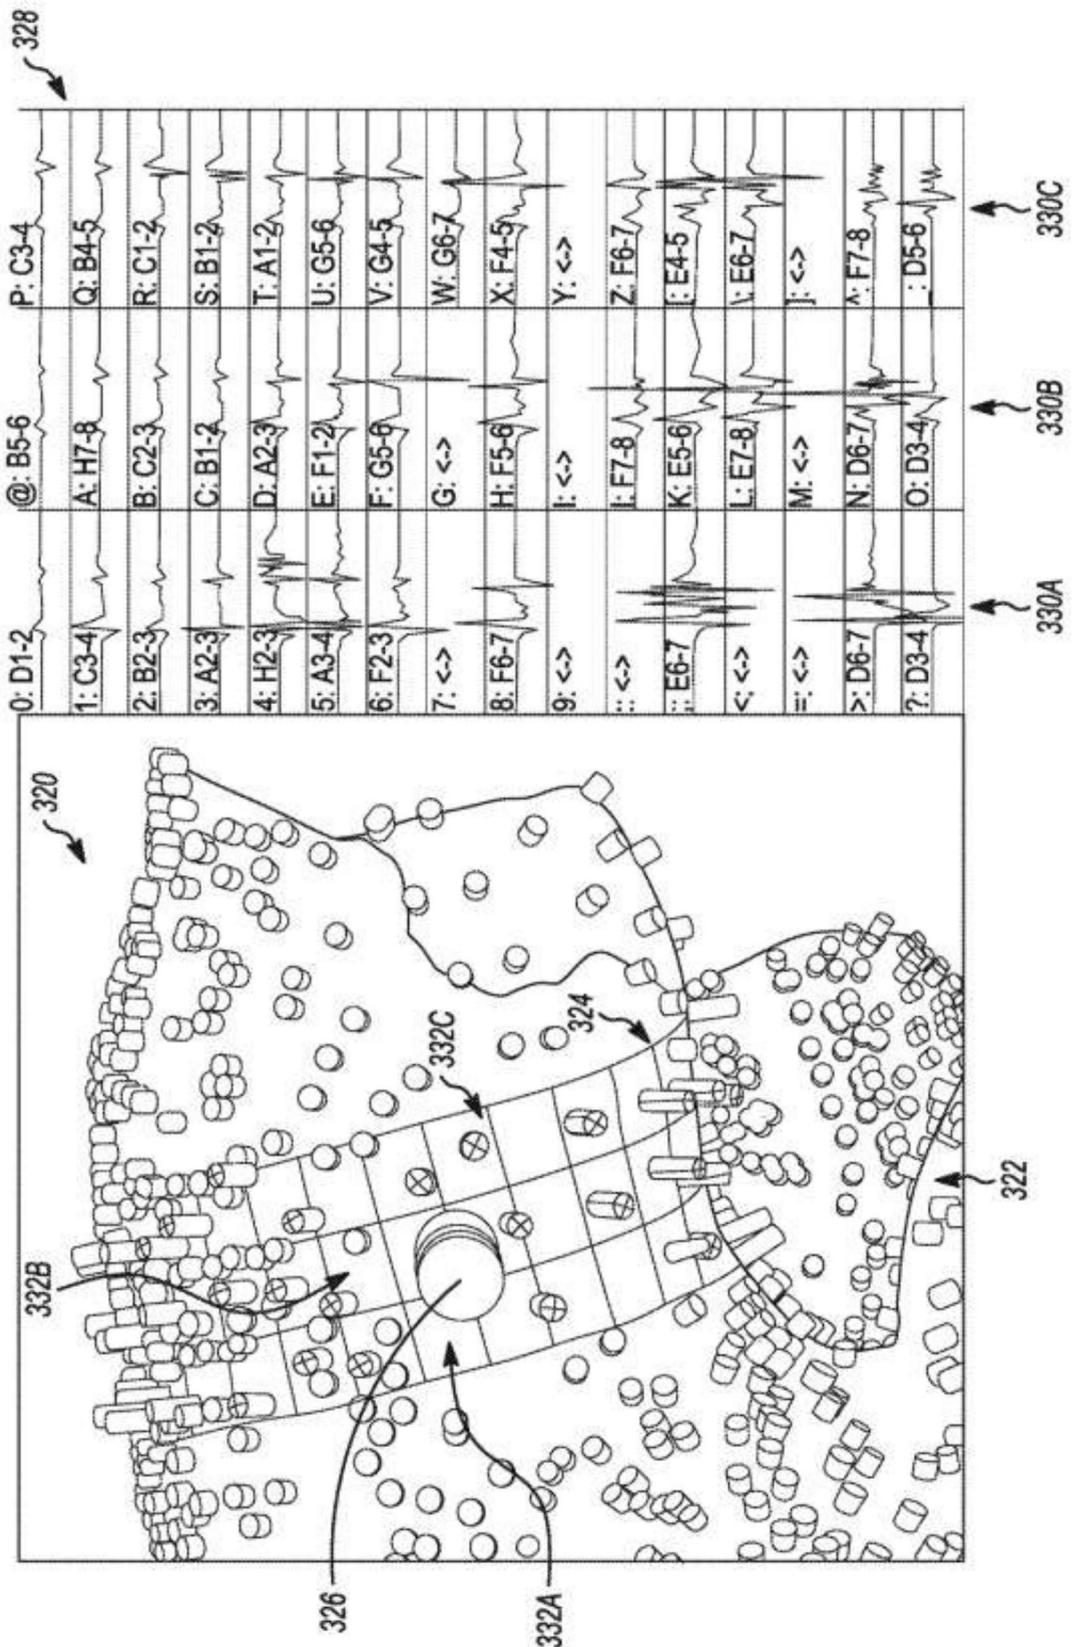 328
320
0: D1-2 @: B5-6 P: C3-4
1: C3-4 A: H7-8 Q: B4-5
2: B2-3 B: C2-3 R: C1-2
3: A2-3 C: B1-2 S: B1-2
4: H2-3 D: A2-3 T: A1-2
5: A3-4 E: F1-2 U: G5-6
6: F2-3 F: G5-6 V: G4-5
7: <-> G: <-> W: G6-7
8: F6-7 H: F5-6 X: F4-5
9: <-> I: <-> Y: <->
:: <-> J: F7-8 Z: F6-7
;: E6-7 K: E5-6 [: E4-5
<: <-> L: E7-8 \: E6-7
=: <-> M: <-> ]: <->
>: D6-7 N: D6-7 ^: F7-8
?: D3-4 O: D3-4 _: D5-6
332B
332C
324
326
332A
322
330A
330B
330C